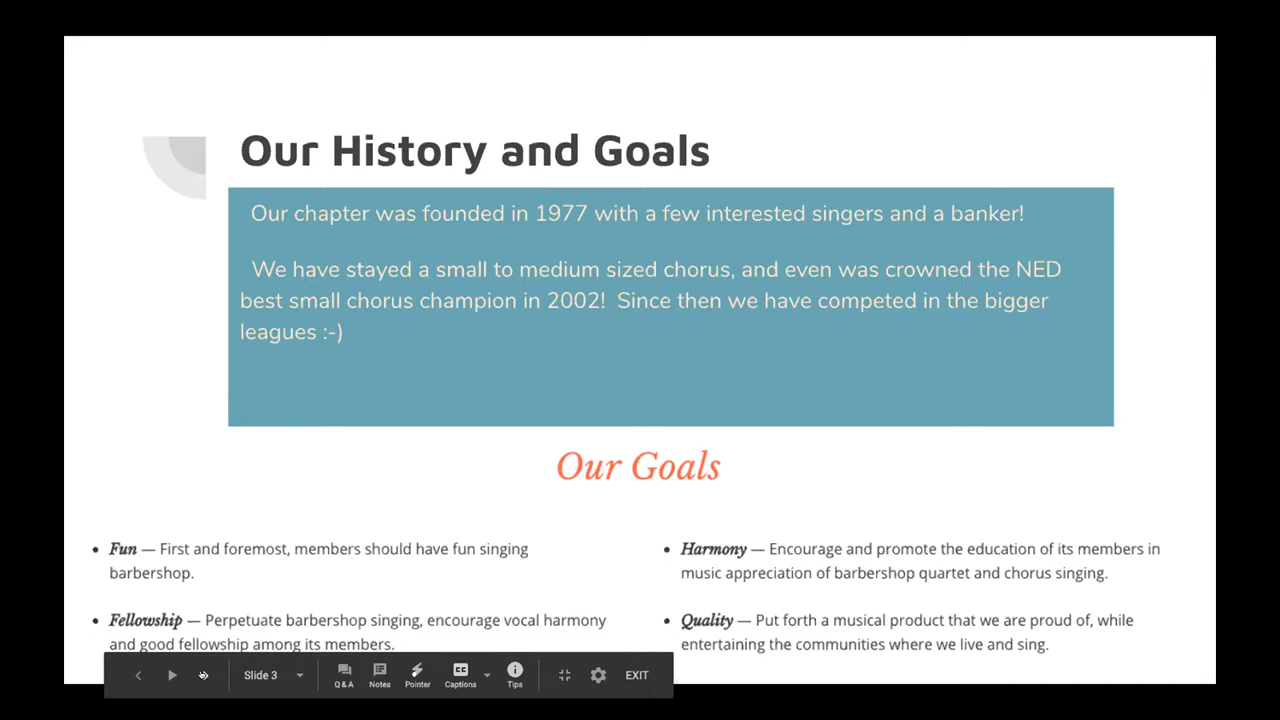 Our History and Goals
Our chapter was founded in 1977 with a few interested singers and a banker!
We have stayed a small to medium sized chorus, and even was crowned the NED
best small chorus champion in 2002!  Since then we have competed in the bigger
leagues :-)
Our Goals
• Fun — First and foremost, members should have fun singing
barbershop.
• Fellowship — Perpetuate barbershop singing, encourage vocal harmony
and good fellowship among its members.
• Harmony — Encourage and promote the education of its members in
music appreciation of barbershop quartet and chorus singing.
• Quality — Put forth a musical product that we are proud of, while
entertaining the communities where we live and sing.
Slide 3
Q & A
Notes
Pointer
CC
Captions
Tips
EXIT